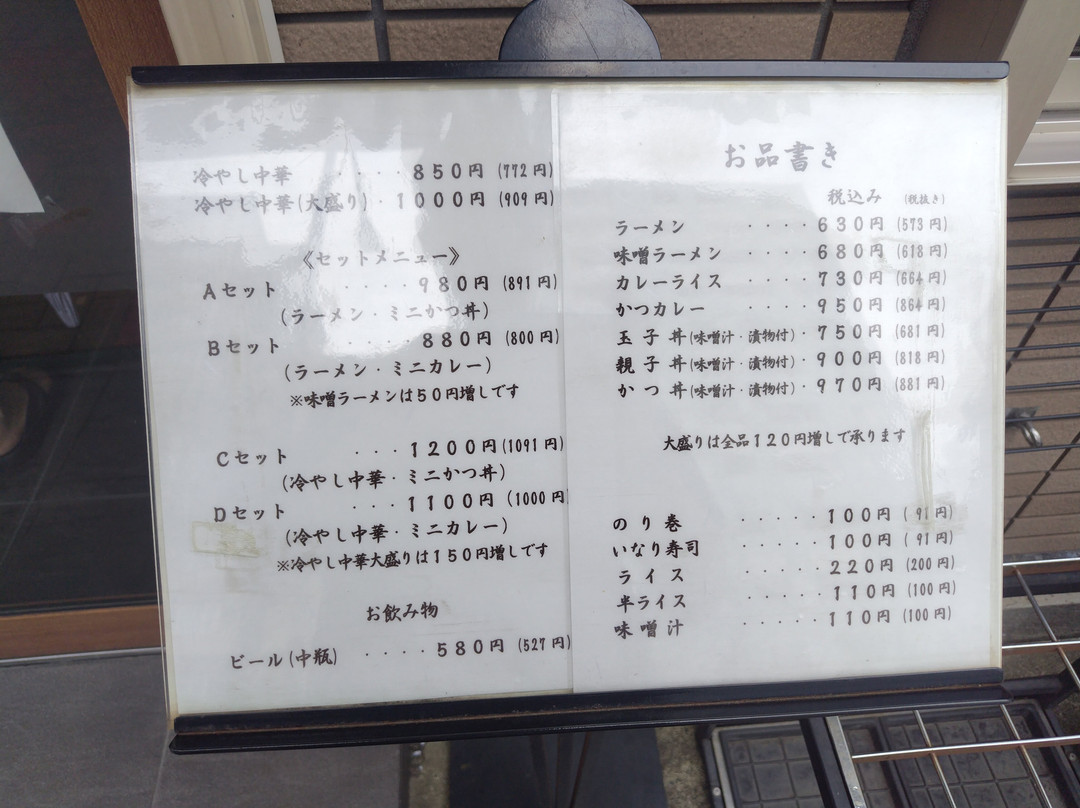 冷やし中華 ････850円 (772円)
冷やし中華(大盛り)･1000円 (909円)
《セットメニュー》
Aセット ････980円 (891円)
(ラーメン・ミニかつ丼)
Bセット ････880円 (800円)
(ラーメン・ミニカレー)
※味噌ラーメンは50円増しです
Cセット ･･･1200円(1091円)
(冷やし中華・ミニかつ丼)
Dセット ･･･1100円(1000円)
(冷やし中華・ミニカレー)
※冷やし中華大盛りは150円増しです
お飲み物
ビール(中瓶) ････580円 (527円)
お品書き
税込み (税抜き)
ラーメン ････630円 (573円)
味噌ラーメン ････680円 (618円)
カレーライス ････730円 (664円)
かつカレー ････950円 (864円)
玉子丼(味噌汁・漬物付)･750円 (681円)
親子丼(味噌汁・漬物付)･900円 (818円)
かつ丼(味噌汁・漬物付)･970円 (881円)
大盛りは全品120円増しで承ります
のり巻 ･････100円 ( 91円)
いなり寿司 ･････100円 ( 91円)
ライス ･････220円 (200円)
半ライス ･････110円 (100円)
味噌汁 ･････110円 (100円)